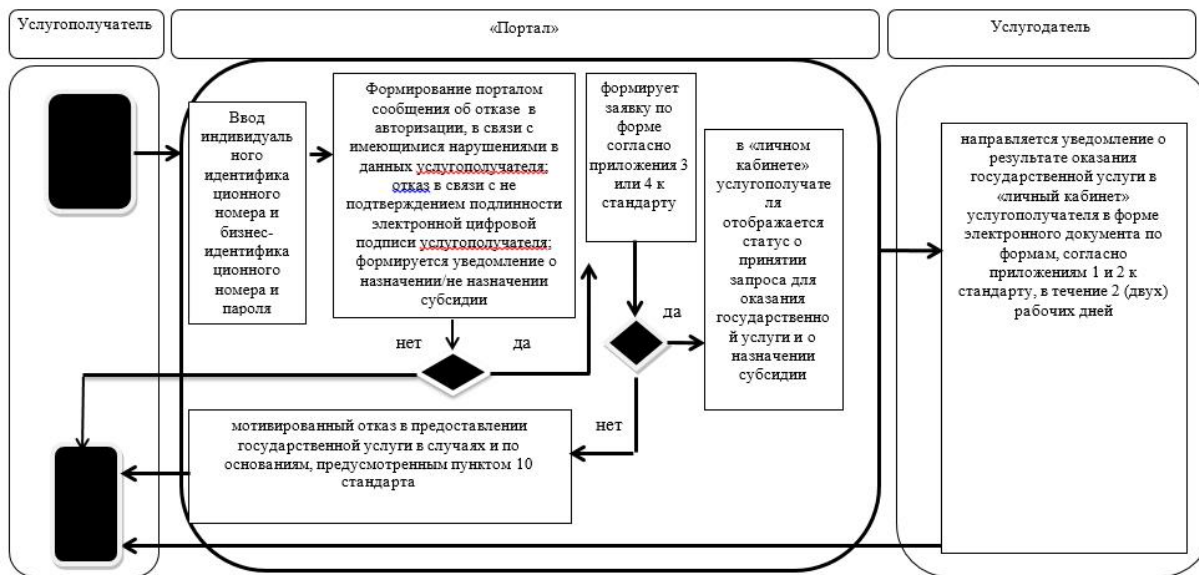 Услугополучатель
«Портал»
Услугодатель
Ввод
индивидуаль
ного
идентифика
ционного
номера и
бизнес-
идентифика
ционного
номера и
пароля
Формирование порталом
сообщения об отказе в
авторизации, в связи с
имеющимися нарушениями в
данных услугополучателя;
отказ в связи с не
подтверждением подлинности
электронной цифровой
подписи услугополучателя;
формируется уведомление о
назначении/не назначении
субсидии
формирует
заявку по
форме
согласно
приложения 3
или 4 к
стандарту
в «личном
кабинете»
услугополучате
ля
отображается
статус о
принятии
запроса для
оказания
государственно
й услуги и о
назначении
субсидии
направляется уведомление о
результате оказания
государственной услуги в
«личный кабинет»
услугополучателя в форме
электронного документа по
формам, согласно
приложениям 1 и 2 к
стандарту, в течение 2 (двух)
рабочих дней
нет
да
да
нет
мотивированный отказ в предоставлении
государственной услуги в случаях и по
основаниям, предусмотренным пунктом 10
стандарта